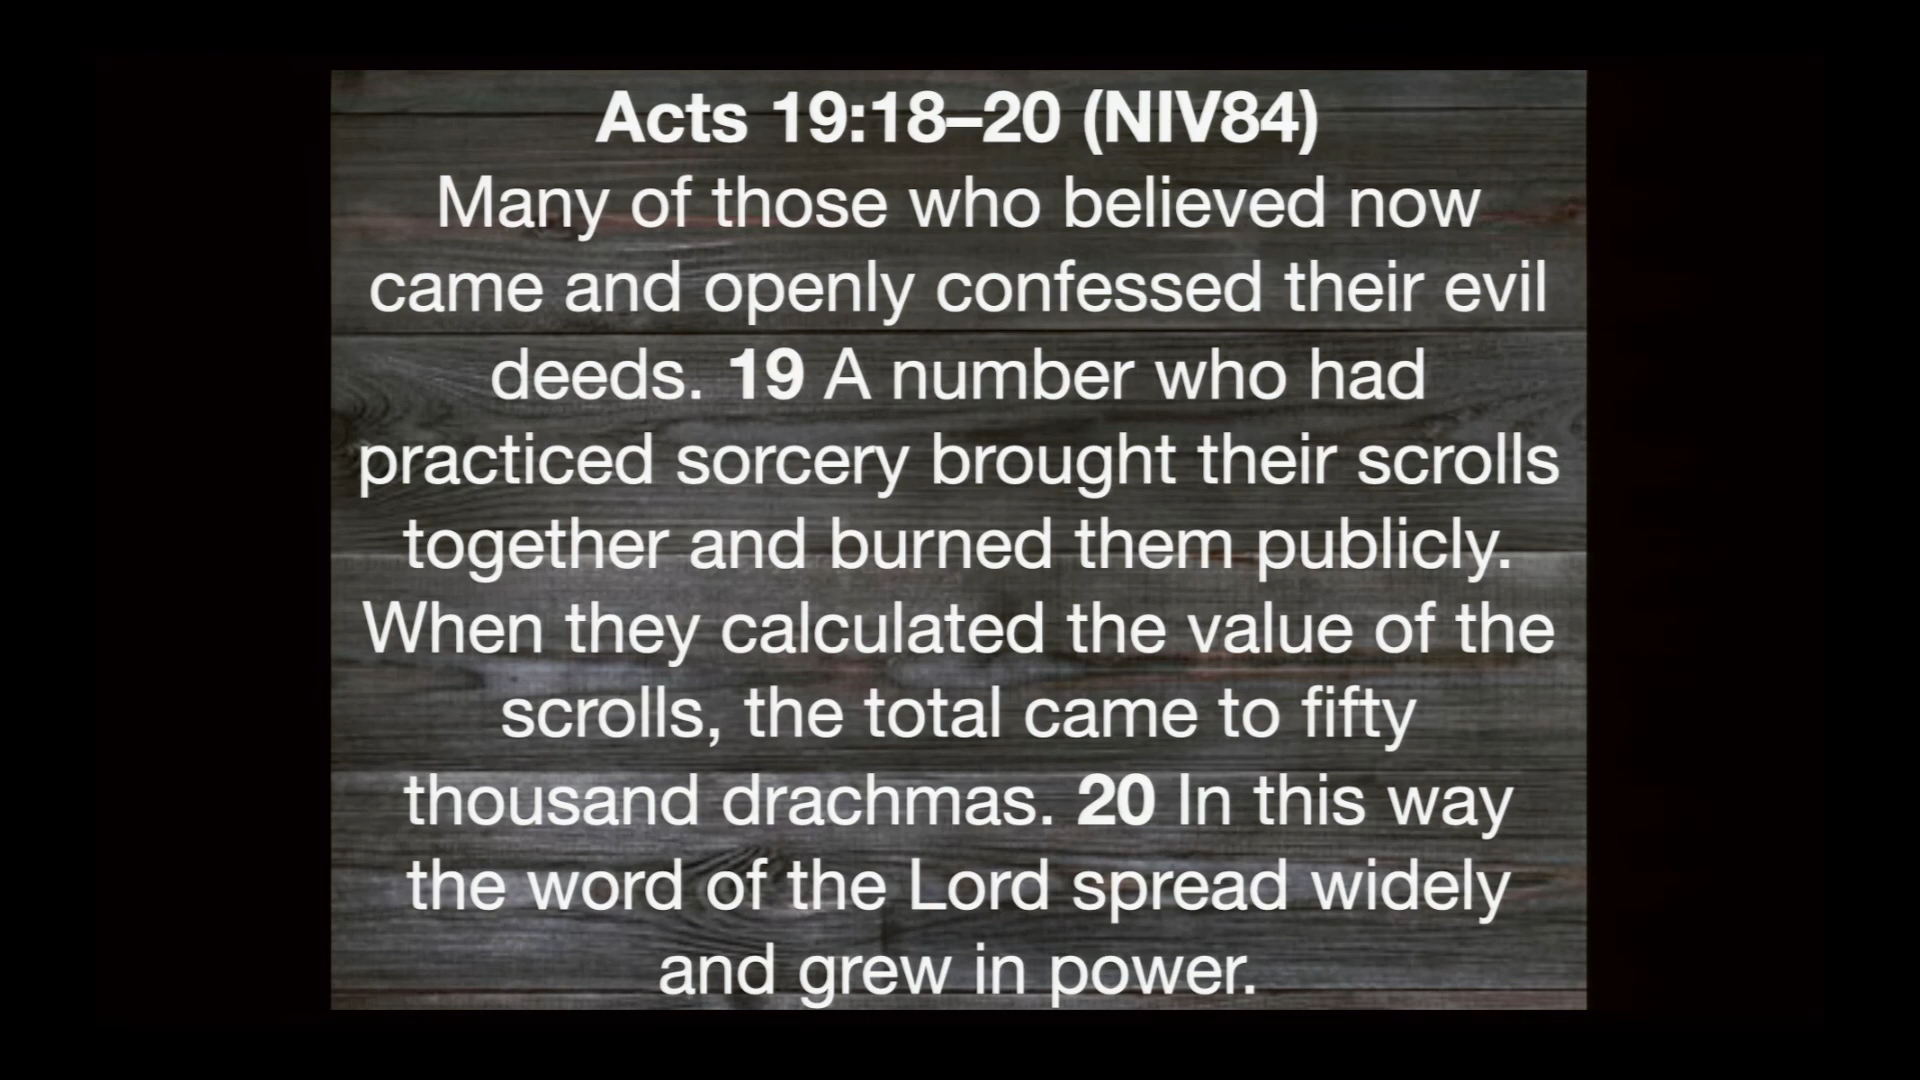 Acts 19:18–20 (NIV84)
Many of those who believed now
came and openly confessed their evil
deeds. 19 A number who had
practiced sorcery brought their scrolls
together and burned them publicly.
When they calculated the value of the
scrolls, the total came to fifty
thousand drachmas. 20 In this way
the word of the Lord spread widely
and grew in power.